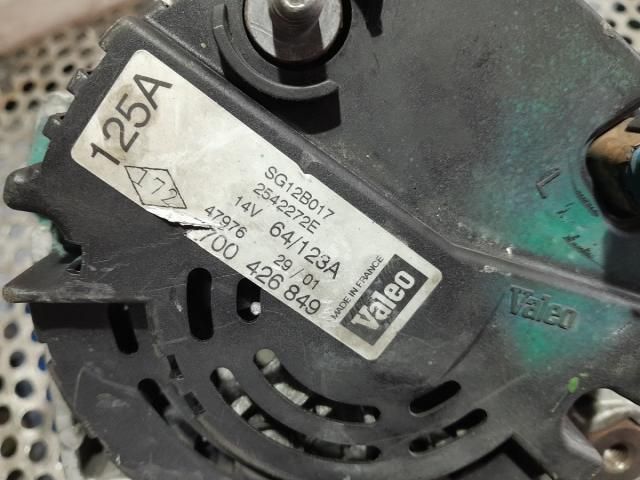 125A
172
SG12B017
2542272E
14V 64/123A
47976 29/01
700 426 849
MADE IN FRANCE
Valeo
Valeo
L